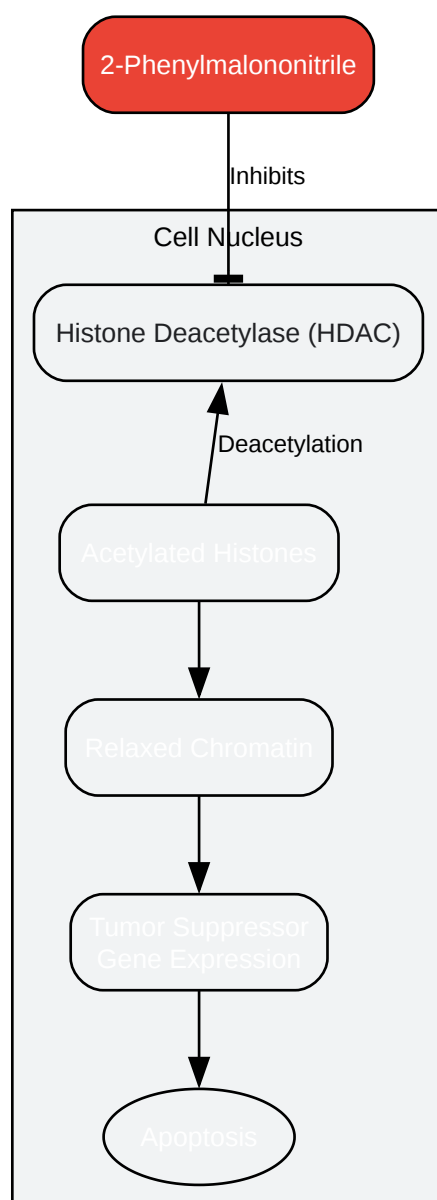 2-Phenylmalononitrile
Inhibits
Cell Nucleus
Histone Deacetylase (HDAC)
Deacetylation
Acetylated Histones
Relaxed Chromatin
Tumor Suppressor
Gene Expression
Apoptosis